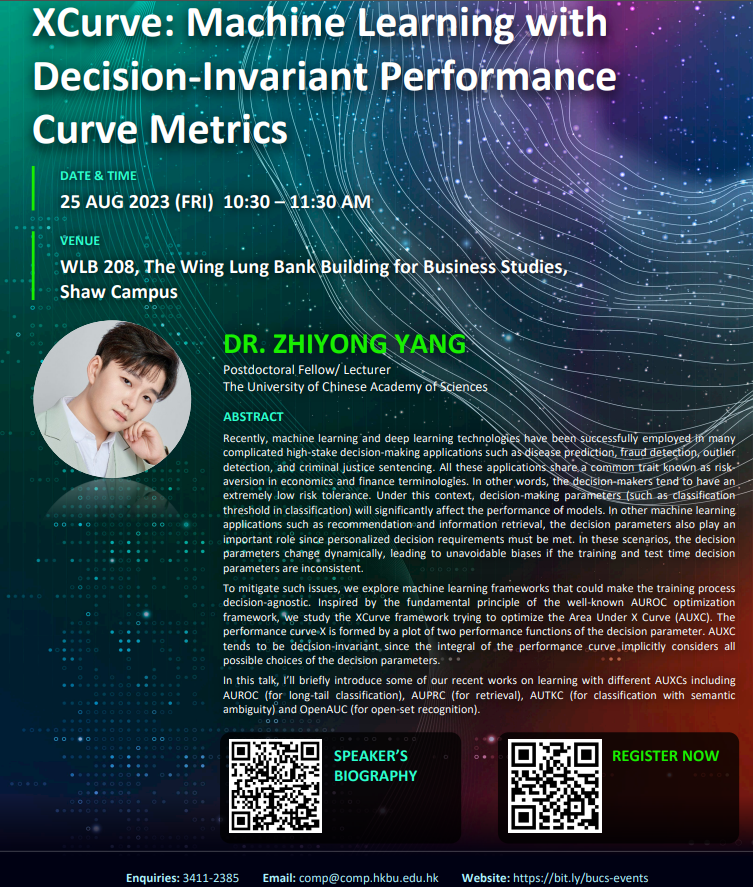 XCurve: Machine Learning with
Decision-Invariant Performance
Curve Metrics
DATE & TIME
25 AUG 2023 (FRI) 10:30 – 11:30 AM
VENUE
WLB 208, The Wing Lung Bank Building for Business Studies,
Shaw Campus
DR. ZHIYONG YANG
Postdoctoral Fellow/ Lecturer
The University of Chinese Academy of Sciences
ABSTRACT
Recently, machine learning and deep learning technologies have been successfully employed in many
complicated high-stake decision-making applications such as disease prediction, fraud detection, outlier
detection, and criminal justice sentencing. All these applications share a common trait known as risk-
aversion in economics and finance terminologies. In other words, the decision-makers tend to have an
extremely low risk tolerance. Under this context, decision-making parameters (such as classification
threshold in classification) will significantly affect the performance of models. In other machine learning
applications such as recommendation and information retrieval, the decision parameters also play an
important role since personalized decision requirements must be met. In these scenarios, the decision
parameters change dynamically, leading to unavoidable biases if the training and test time decision
parameters are inconsistent.
To mitigate such issues, we explore machine learning frameworks that could make the training process
decision-agnostic. Inspired by the fundamental principle of the well-known AUROC optimization
framework, we study the XCurve framework trying to optimize the Area Under X Curve (AUXC). The
performance curve X is formed by a plot of two performance functions of the decision parameter. AUXC
tends to be decision-invariant since the integral of the performance curve implicitly considers all
possible choices of the decision parameters.
In this talk, I'll briefly introduce some of our recent works on learning with different AUXCs including
AUROC (for long-tail classification), AUPRC (for retrieval), AUTKC (for classification with semantic
ambiguity) and OpenAUC (for open-set recognition).
SPEAKER'S
BIOGRAPHY
REGISTER NOW
Enquiries: 3411-2385 Email: comp@comp.hkbu.edu.hk Website: https://bit.ly/bucs-events